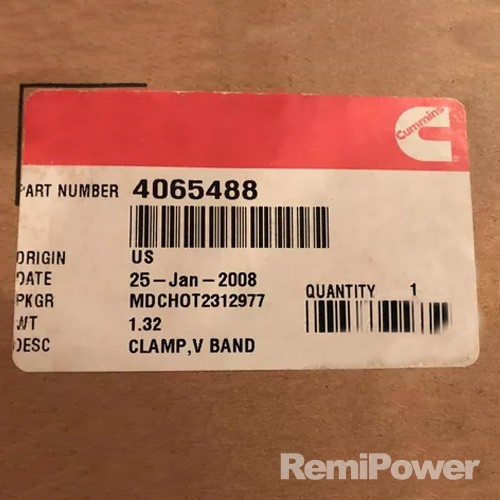 Cummins
PART NUMBER 4065488
ORIGIN US
DATE 25-Jan-2008
PKGR MDCHOT2312977
QUANTITY 1
WT 1.32
DESC CLAMP,V BAND
RemiPower